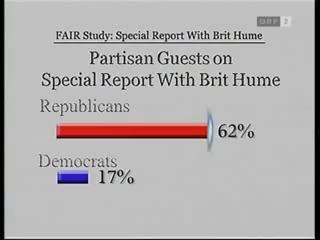 ORF 2
FAIR Study: Special Report With Brit Hume
Partisan Guests on
Special Report With Brit Hume
Republicans
62%
Democrats
17%